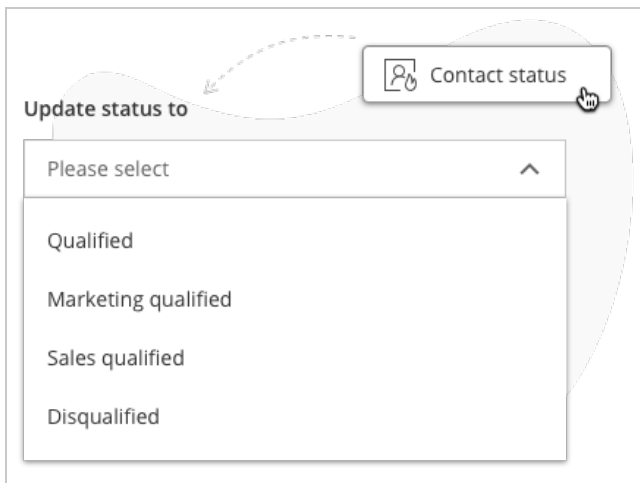 Contact status
Update status to
Please select
Qualified
Marketing qualified
Sales qualified
Disqualified